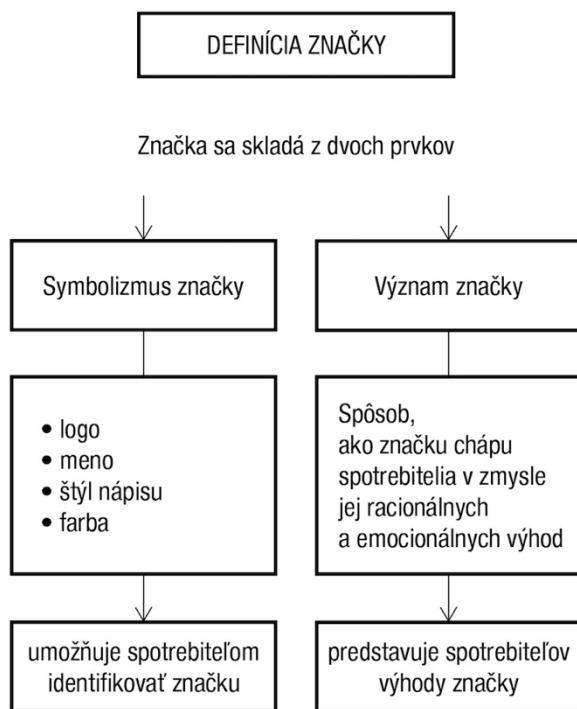 DEFINÍCIA ZNAČKY
Značka sa skladá z dvoch prvkov
Symbolizmus značky
Význam značky
• logo
• meno
• štýl nápisu
• farba
Spôsob,
ako značku chápu
spotrebitelia v zmysle
jej racionálnych
a emocionálnych výhod
umožňuje spotrebiteľom
identifikovať značku
predstavuje spotrebiteľov
výhody značky